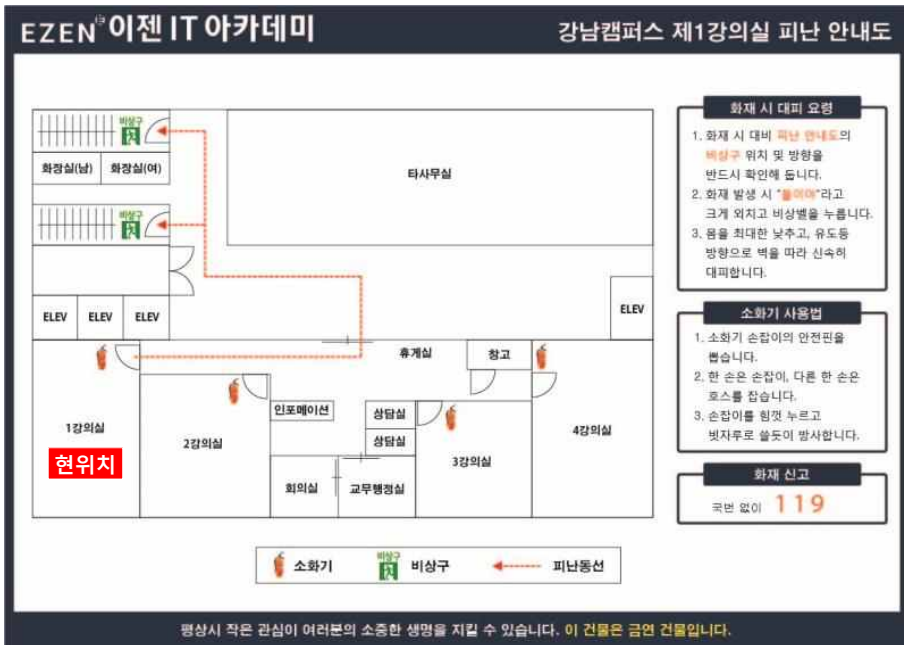 EZEN 이젠 IT 아카데미
강남캠퍼스 제1강의실 피난 안내도
비상구
화장실(남)
화장실(여)
타사무실
비상구
ELEV
ELEV
ELEV
ELEV
휴게실
창고
1강의실
현위치
2강의실
인포메이션
상담실
상담실
3강의실
4강의실
회의실
교무행정실
화재 시 대피 요령
1. 화재 시 대비 피난 안내도의
비상구 위치 및 방향을
반드시 확인해 둡니다.
2. 화재 발생 시 "불이야"라고
크게 외치고 비상벨을 누릅니다.
3. 몸을 최대한 낮추고, 유도등
방향으로 벽을 따라 신속히
대피합니다.
소화기 사용법
1. 소화기 손잡이의 안전핀을
뽑습니다.
2. 한 손은 손잡이, 다른 한 손은
호스를 잡습니다.
3. 손잡이를 힘껏 누르고
빗자루로 쓸듯이 방사합니다.
화재 신고
국번 없이 119
소화기
비상구
비상구
피난동선
평상시 작은 관심이 여러분의 소중한 생명을 지킬 수 있습니다. 이 건물은 금연 건물입니다.